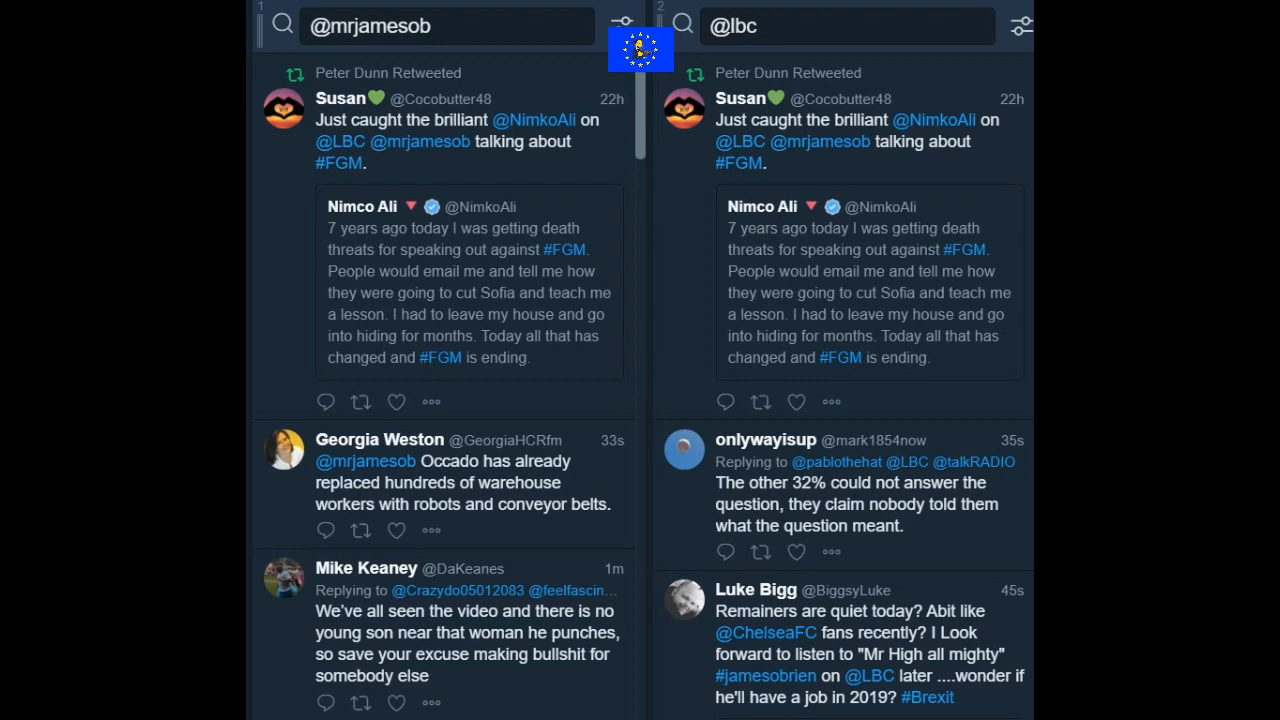 1
@mrjamesob
Peter Dunn Retweeted
Susan💚 @Cocobutter48 22h
Just caught the brilliant @NimkoAli on
@LBC @mrjamesob talking about
#FGM.
Nimco Ali 🔻 @NimkoAli
7 years ago today I was getting death
threats for speaking out against #FGM.
People would email me and tell me how
they were going to cut Sofia and teach me
a lesson. I had to leave my house and go
into hiding for months. Today all that has
changed and #FGM is ending.
Georgia Weston @GeorgiaHCRfm 33s
@mrjamesob Occado has already
replaced hundreds of warehouse
workers with robots and conveyor belts.
Mike Keaney @DaKeanes 1m
Replying to @Crazydo05012083 @feelfascin...
We've all seen the video and there is no
young son near that woman he punches,
so save your excuse making bullshit for
somebody else
2
@lbc
Peter Dunn Retweeted
Susan💚 @Cocobutter48 22h
Just caught the brilliant @NimkoAli on
@LBC @mrjamesob talking about
#FGM.
Nimco Ali 🔻 @NimkoAli
7 years ago today I was getting death
threats for speaking out against #FGM.
People would email me and tell me how
they were going to cut Sofia and teach me
a lesson. I had to leave my house and go
into hiding for months. Today all that has
changed and #FGM is ending.
onlywayisup @mark1854now 35s
Replying to @pablothehat @LBC @talkRADIO
The other 32% could not answer the
question, they claim nobody told them
what the question meant.
Luke Bigg @BiggsyLuke 45s
Remainers are quiet today? Abit like
@ChelseaFC fans recently? I Look
forward to listen to "Mr High all mighty"
#jamesobrien on @LBC later ....wonder if
he'll have a job in 2019? #Brexit